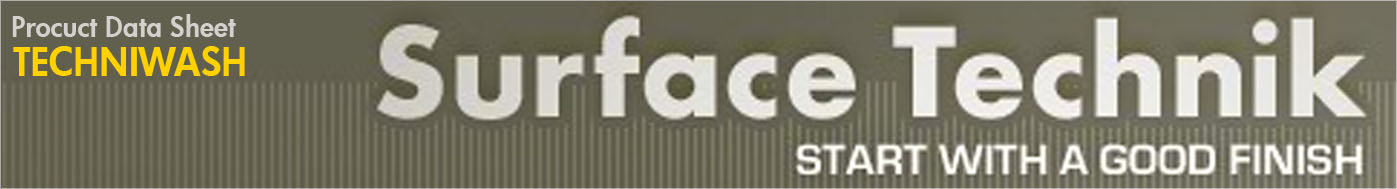 Procuct Data Sheet
TECHNIWASH
Surface Technik
START WITH A GOOD FINISH